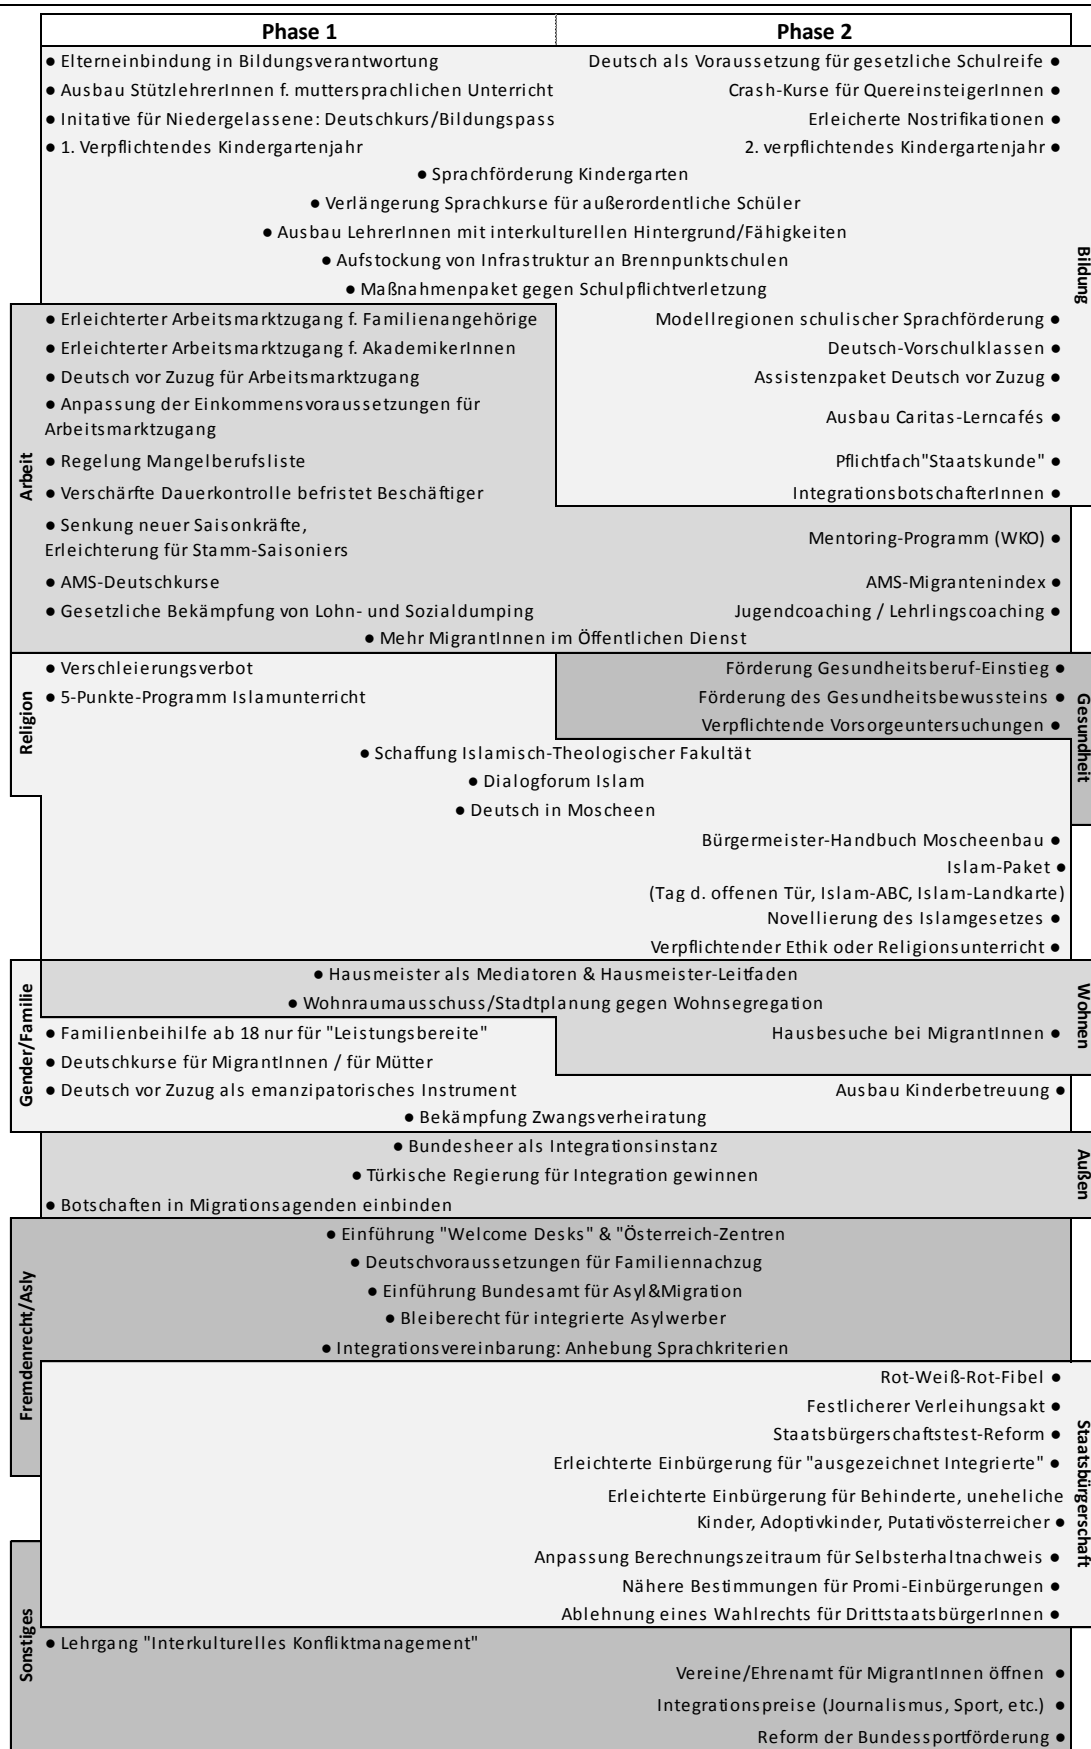 Phase 1
Phase 2
● Elterneinbindung in Bildungsverantwortung
Deutsch als Voraussetzung für gesetzliche Schulreife ●
● Ausbau StützlehrerInnen f. muttersprachlichen Unterricht
Crash-Kurse für QuereinsteigerInnen ●
● Initative für Niedergelassene: Deutschkurs/Bildungspass
Erleicherte Nostrifikationen ●
● 1. Verpflichtendes Kindergartenjahr
2. verpflichtendes Kindergartenjahr ●
● Sprachförderung Kindergarten
● Verlängerung Sprachkurse für außerordentliche Schüler
● Ausbau LehrerInnen mit interkulturellen Hintergrund/Fähigkeiten
● Aufstockung von Infrastruktur an Brennpunktschulen
● Maßnahmenpaket gegen Schulpflichtverletzung
Bildung
● Erleichterter Arbeitsmarktzugang f. Familienangehörige
Modellregionen schulischer Sprachförderung ●
● Erleichterter Arbeitsmarktzugang f. AkademikerInnen
Deutsch-Vorschulklassen ●
● Deutsch vor Zuzug für Arbeitsmarktzugang
Assistenzpaket Deutsch vor Zuzug ●
● Anpassung der Einkommensvoraussetzungen für
Arbeitsmarktzugang
Ausbau Caritas-Lerncafés ●
Arbeit
● Regelung Mangelberufsliste
Pflichtfach"Staatskunde" ●
● Verschärfte Dauerkontrolle befristet Beschäftiger
IntegrationsbotschafterInnen ●
● Senkung neuer Saisonkräfte,
Erleichterung für Stamm-Saisoniers
Mentoring-Programm (WKO) ●
● AMS-Deutschkurse
AMS-Migrantenindex ●
● Gesetzliche Bekämpfung von Lohn- und Sozialdumping
Jugendcoaching / Lehrlingscoaching ●
● Mehr MigrantInnen im Öffentlichen Dienst
Religion
● Verschleierungsverbot
Förderung Gesundheitsberuf-Einstieg ●
● 5-Punkte-Programm Islamunterricht
Förderung des Gesundheitsbewussteins ●
Verpflichtende Vorsorgeuntersuchungen ●
Gesundheit
● Schaffung Islamisch-Theologischer Fakultät
● Dialogforum Islam
● Deutsch in Moscheen
Bürgermeister-Handbuch Moscheenbau ●
Islam-Paket ●
(Tag d. offenen Tür, Islam-ABC, Islam-Landkarte)
Novellierung des Islamgesetzes ●
Verpflichtender Ethik oder Religionsunterricht ●
Gender/Familie
● Hausmeister als Mediatoren & Hausmeister-Leitfaden
● Wohnraumausschuss/Stadtplanung gegen Wohnsegregation
Wohnen
● Familienbeihilfe ab 18 nur für "Leistungsbereite"
Hausbesuche bei MigrantInnen ●
● Deutschkurse für MigrantInnen / für Mütter
● Deutsch vor Zuzug als emanzipatorisches Instrument
Ausbau Kinderbetreuung ●
● Bekämpfung Zwangsverheiratung
● Bundesheer als Integrationsinstanz
● Türkische Regierung für Integration gewinnen
Außen
● Botschaften in Migrationsagenden einbinden
Fremdenrecht/Asly
● Einführung "Welcome Desks" & "Österreich-Zentren
● Deutschvoraussetzungen für Familiennachzug
● Einführung Bundesamt für Asyl&Migration
● Bleiberecht für integrierte Asylwerber
● Integrationsvereinbarung: Anhebung Sprachkriterien
Rot-Weiß-Rot-Fibel ●
Festlicherer Verleihungsakt ●
Staatsbürgerschaftstest-Reform ●
Erleichterte Einbürgerung für "ausgezeichnet Integrierte" ●
Staatsbürgerschaft
Erleichterte Einbürgerung für Behinderte, uneheliche
Kinder, Adoptivkinder, Putativösterreicher ●
Anpassung Berechnungszeitraum für Selbsterhaltnachweis ●
Nähere Bestimmungen für Promi-Einbürgerungen ●
Ablehnung eines Wahlrechts für DrittstaatsbürgerInnen ●
Sonstiges
● Lehrgang "Interkulturelles Konfliktmanagement"
Vereine/Ehrenamt für MigrantInnen öffnen ●
Integrationspreise (Journalismus, Sport, etc.) ●
Reform der Bundessportförderung ●